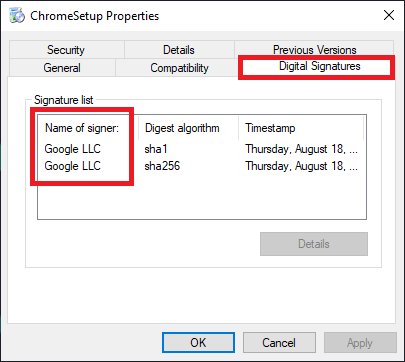 ChromeSetup Properties
Security Details Previous Versions
General Compatibility Digital Signatures
Signature list
Name of signer: Digest algorithm Timestamp
Google LLC sha1 Thursday, August 18, ...
Google LLC sha256 Thursday, August 18, ...
Details
OK Cancel Apply